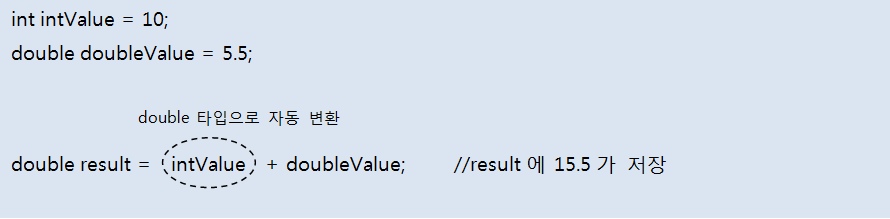 int intValue = 10;
double doubleValue = 5.5;
double 타입으로 자동 변환
double result = intValue + doubleValue; //result 에 15.5 가 저장